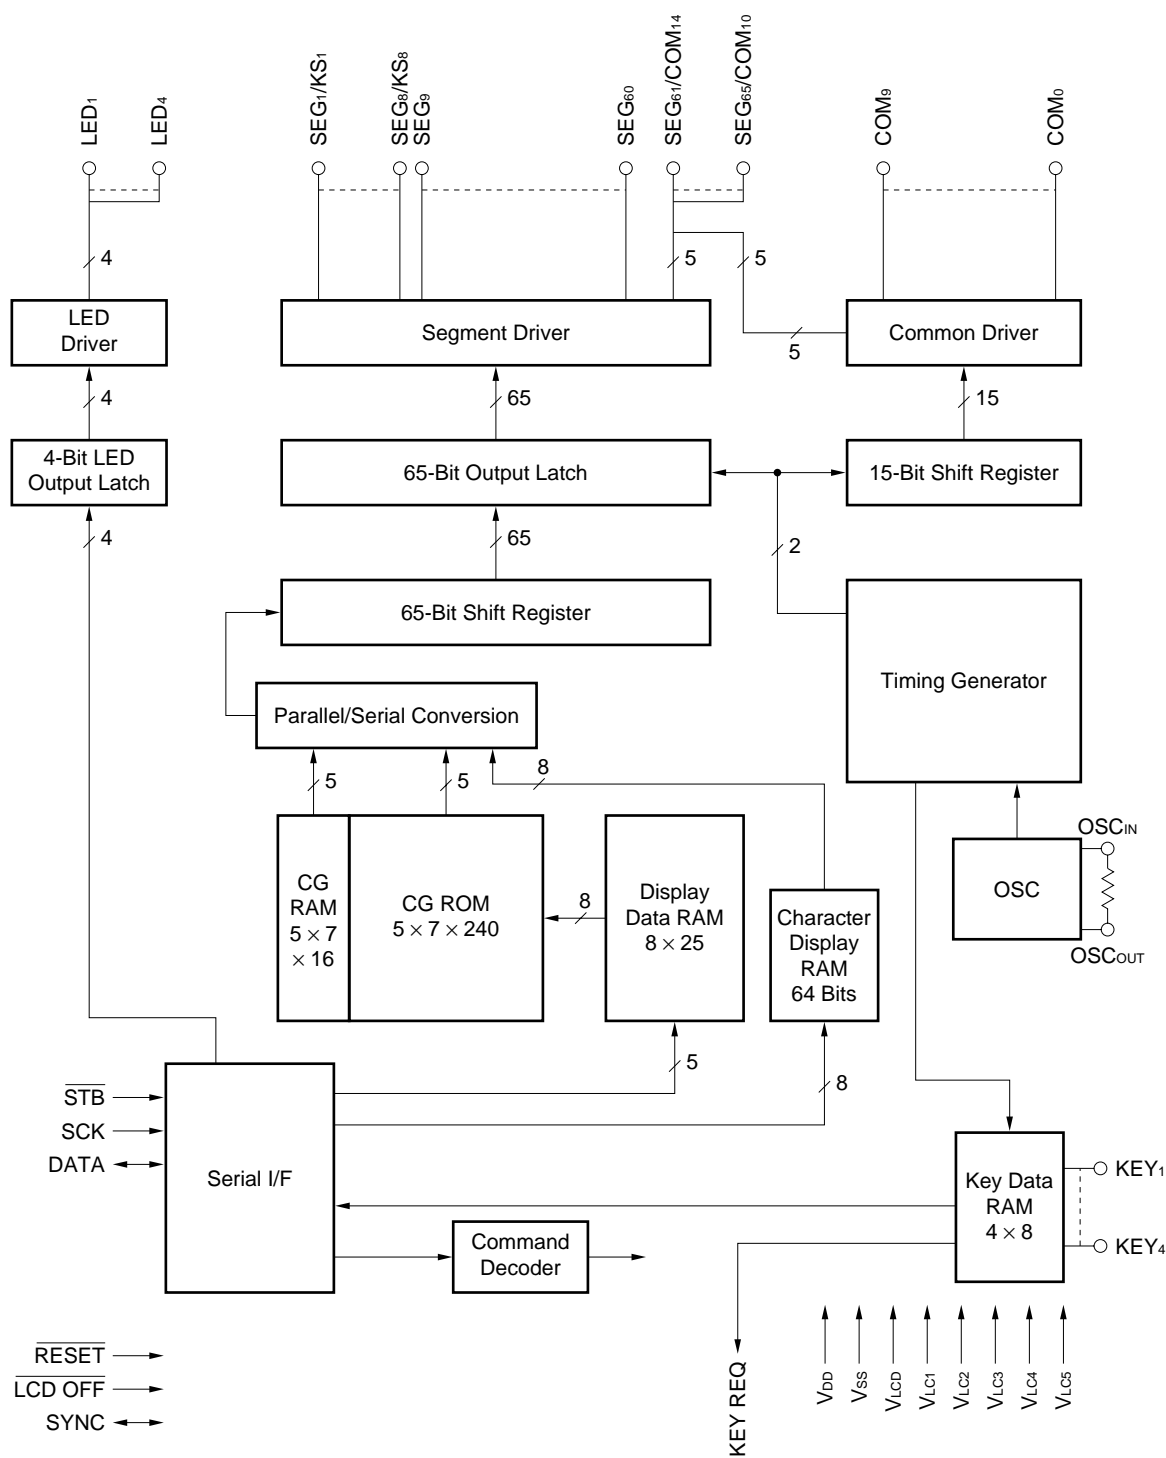 LED₁
LED₄
SEG₁/KS₁
SEG₈/KS₈
SEG₉
SEG₆₀
SEG₆₁/COM₁₄
SEG₆₅/COM₁₀
COM₉
COM₀
4
5
5
LED
Driver
Segment Driver
5
Common Driver
4
65
15
4-Bit LED
Output Latch
65-Bit Output Latch
15-Bit Shift Register
4
65
2
65-Bit Shift Register
Timing Generator
Parallel/Serial Conversion
5
5
8
CG
RAM
5 × 7
× 16
CG ROM
5 × 7 × 240
8
Display
Data RAM
8 × 25
Character
Display
RAM
64 Bits
OSC
OSCIN
OSCOUT
5
8
STB
SCK
DATA
Serial I/F
Command
Decoder
Key Data
RAM
4 × 8
KEY₁
KEY₄
RESET
LCD OFF
SYNC
KEY REQ
VDD
VSS
VLCD
VLC1
VLC2
VLC3
VLC4
VLC5